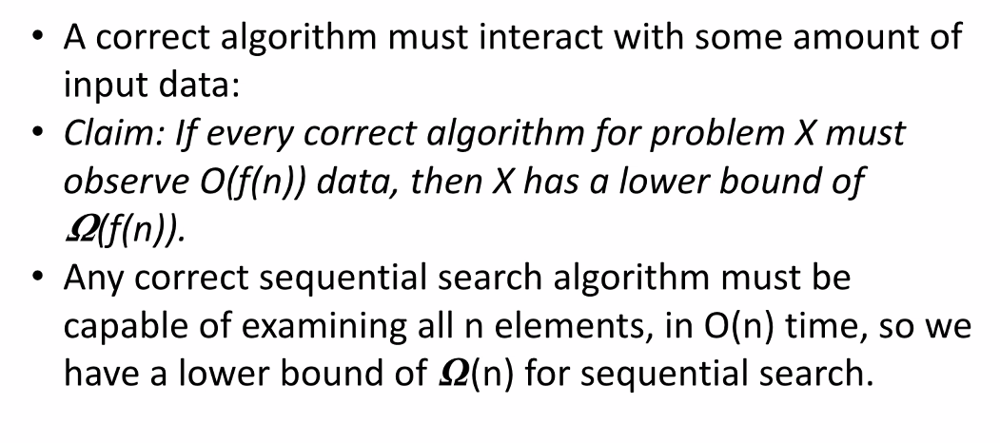 • A correct algorithm must interact with some amount of
input data:
• Claim: If every correct algorithm for problem X must
observe O(f(n)) data, then X has a lower bound of
Ω(f(n)).
• Any correct sequential search algorithm must be
capable of examining all n elements, in O(n) time, so we
have a lower bound of Ω(n) for sequential search.